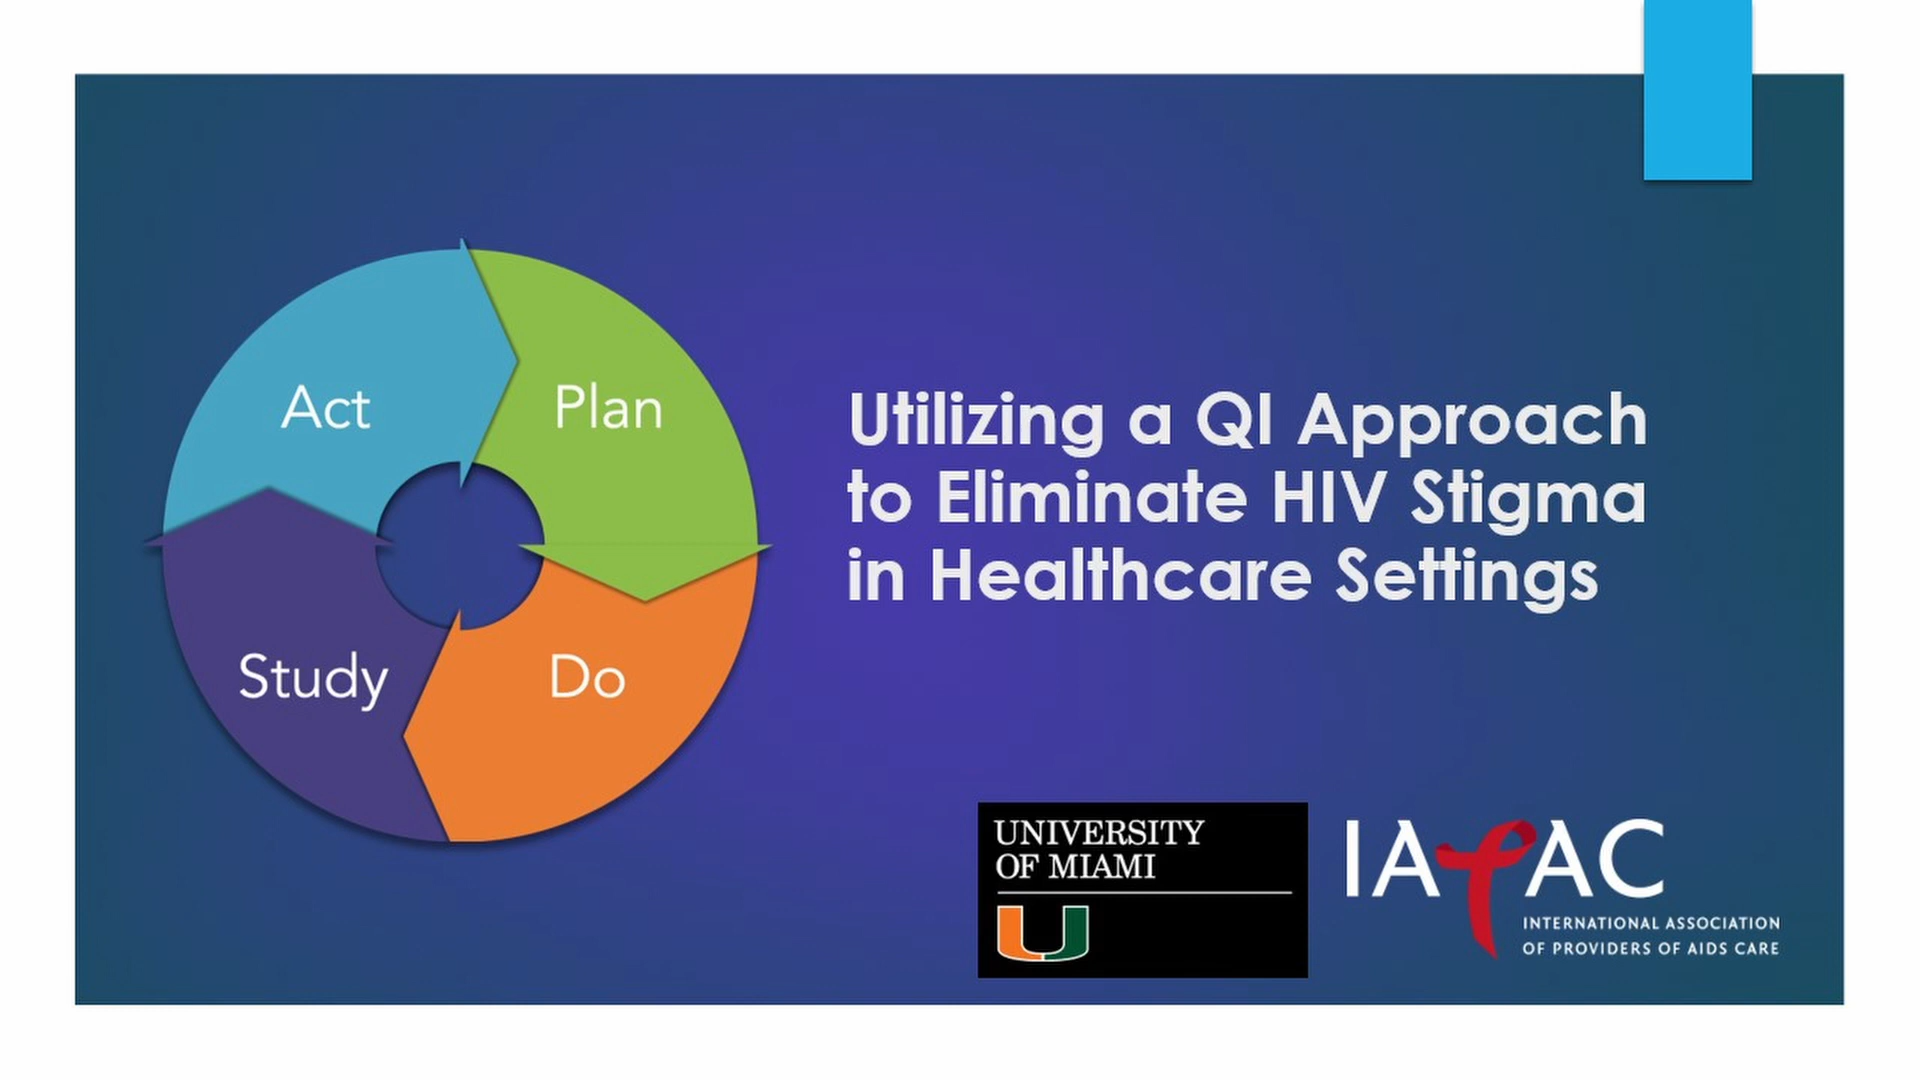 Act
Plan
Study
Do
Utilizing a QI Approach
to Eliminate HIV Stigma
in Healthcare Settings
UNIVERSITY
OF MIAMI
IAPAC
INTERNATIONAL ASSOCIATION
OF PROVIDERS OF AIDS CARE